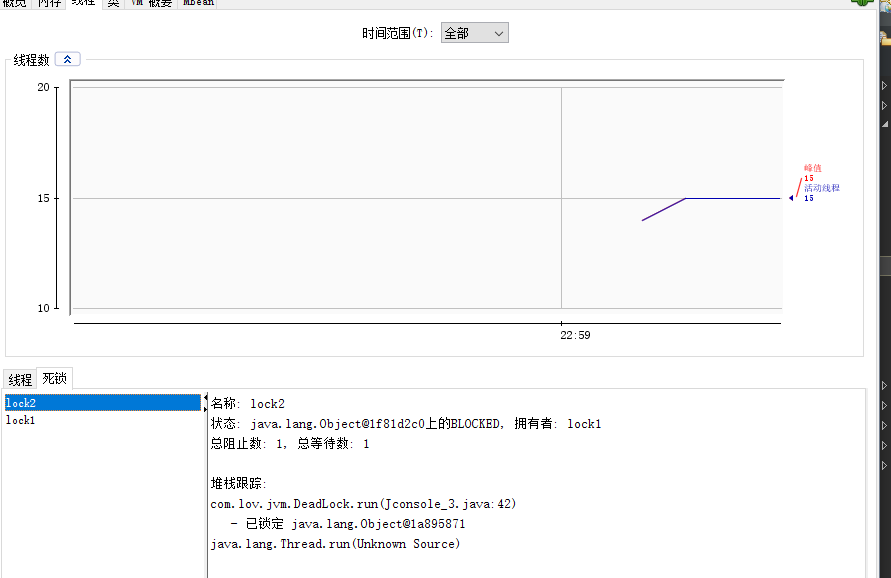 概览 内存 线程 类 VM 概要 MBean
时间范围(T): 全部
线程数
20
15
10
22:59
峰值
15
活动线程
15
线程 死锁
lock2
lock1
名称: lock2
状态: java.lang.Object@1f81d2c0上的BLOCKED, 拥有者: lock1
总阻止数: 1, 总等待数: 1
堆栈跟踪:
com.lov.jvm.DeadLock.run(Jconsole_3.java:42)
- 已锁定 java.lang.Object@1a895871
java.lang.Thread.run(Unknown Source)